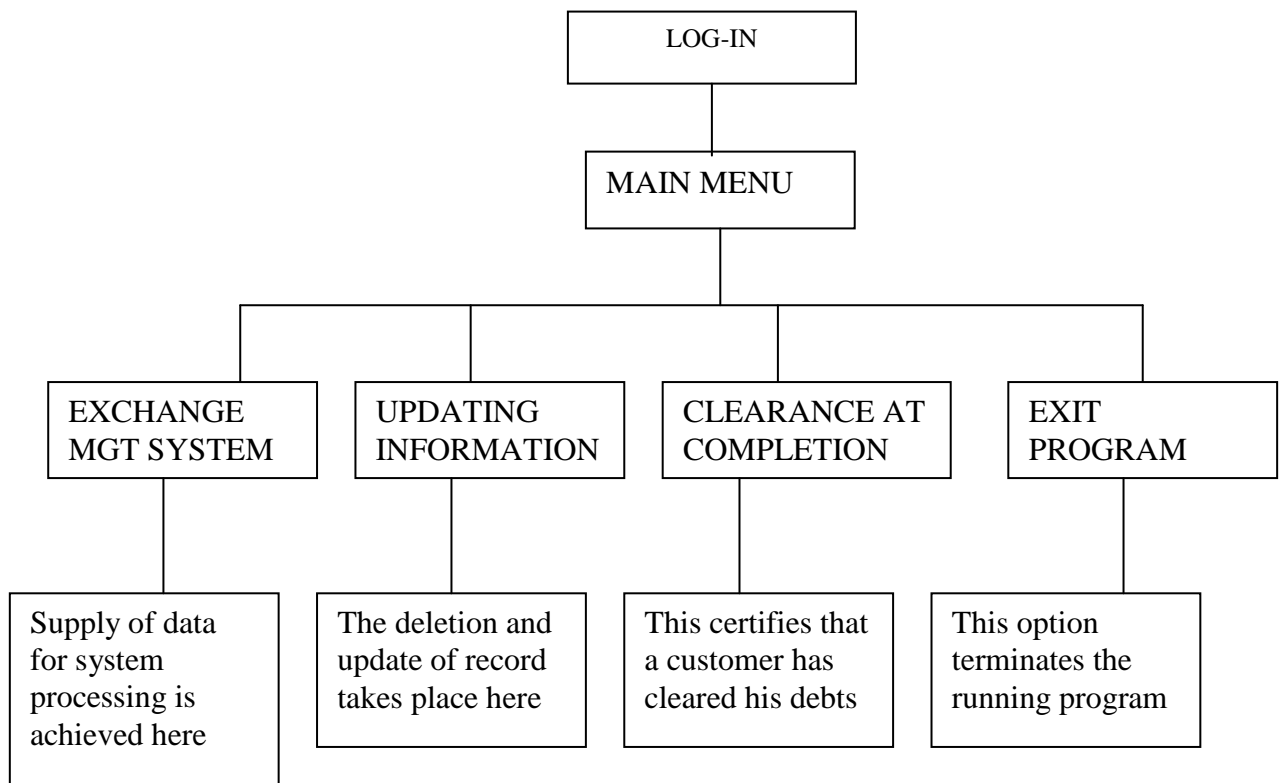 LOG-IN
MAIN MENU
EXCHANGE
MGT SYSTEM
UPDATING
INFORMATION
CLEARANCE AT
COMPLETION
EXIT
PROGRAM
Supply of data
for system
processing is
achieved here
The deletion and
update of record
takes place here
This certifies that
a customer has
cleared his debts
This option
terminates the
running program